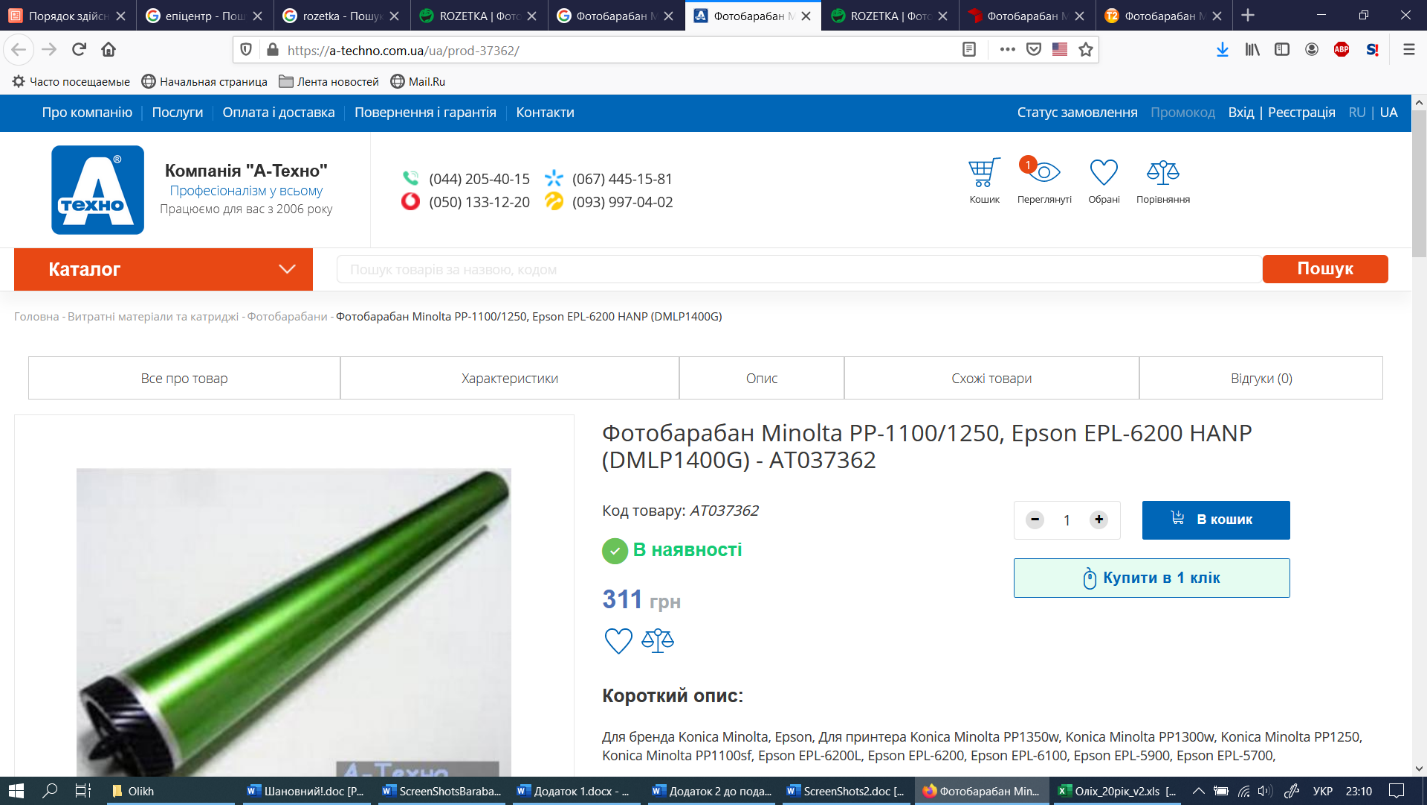 Порядок здійсн
епіцентр - Пош
rozetka - Пошук
ROZETKA | Фото
Фотобарабан M
Фотобарабан M
ROZETKA | Фото
Фотобарабан M
Фотобарабан M
https://a-techno.com.ua/ua/prod-37362/
Часто посещаемые
Начальная страница
Лента новостей
Mail.Ru
Про компанію | Послуги | Оплата і доставка | Повернення і гарантія | Контакти
Статус замовлення Промокод Вхід | Реєстрація RU | UA
А ТЕХНО ®
Компанія "А-Техно"
Професіоналізм у всьому
Працюємо для вас з 2006 року
(044) 205-40-15 (067) 445-15-81
(050) 133-12-20 (093) 997-04-02
1
Кошик Переглянуті Обрані Порівняння
Каталог
Пошук товарів за назвою, кодом
Пошук
Головна - Витратні матеріали та катриджі - Фотобарабани - Фотобарабан Minolta PP-1100/1250, Epson EPL-6200 HANP (DMLP1400G)
Все про товар Характеристики Опис Схожі товари Відгуки (0)
Фотобарабан Minolta PP-1100/1250, Epson EPL-6200 HANP
(DMLP1400G) - AT037362
Код товару: AT037362
- 1 +
В кошик
В наявності
Купити в 1 клік
311 грн
Короткий опис:
Для бренда Konica Minolta, Epson, Для принтера Konica Minolta PP1350w, Konica Minolta PP1300w, Konica Minolta PP1250,
Konica Minolta PP1100sf, Epson EPL-6200L, Epson EPL-6200, Epson EPL-6100, Epson EPL-5900, Epson EPL-5700,
А-Техно
Olikh
Шановний!.doc [Р...
ScreenShotsBaraba...
Додаток 1.docx - ...
Додаток 2 до пода...
ScreenShots2.doc [...
Фотобарабан Min...
Оліх_20рік_v2.xls [...
УКР
23:10